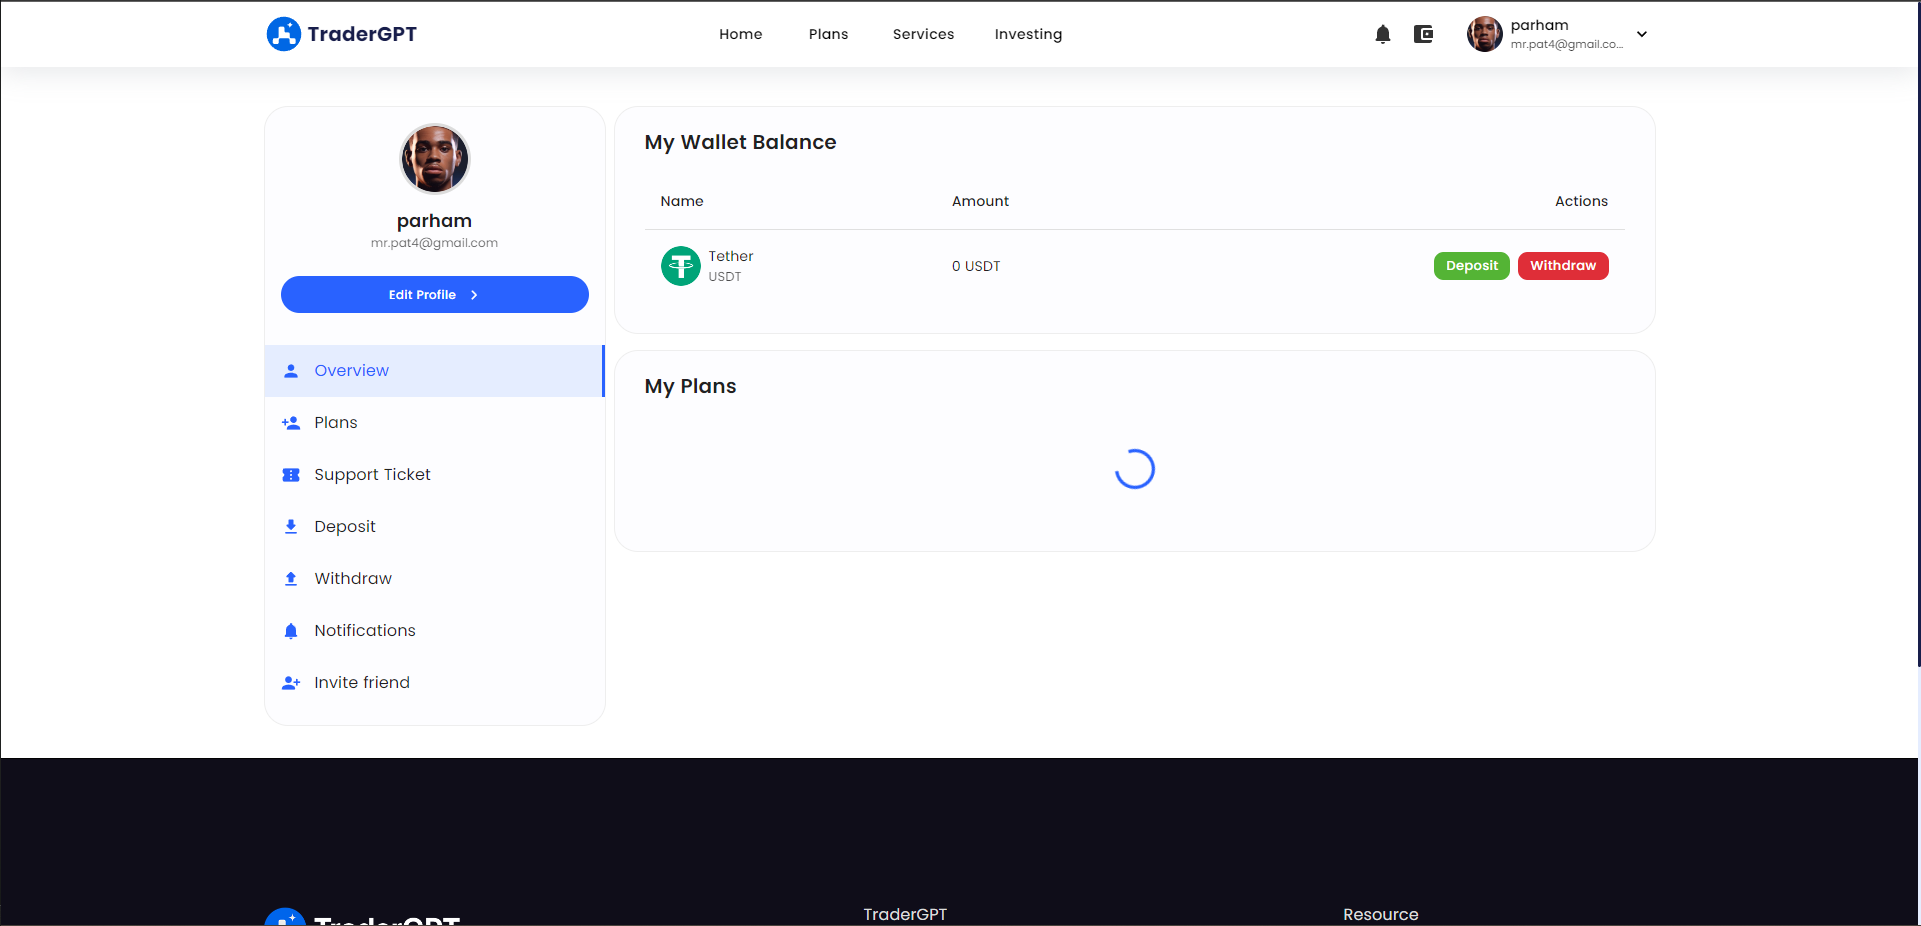 TraderGPT
Home
Plans
Services
Investing
parham
mr.pat4@gmail.co...
parham
mr.pat4@gmail.com
Edit Profile
Overview
Plans
Support Ticket
Deposit
Withdraw
Notifications
Invite friend
My Wallet Balance
Name Amount Actions
Tether
USDT
0 USDT
Deposit
Withdraw
My Plans
TraderGPT
TraderGPT
Resource